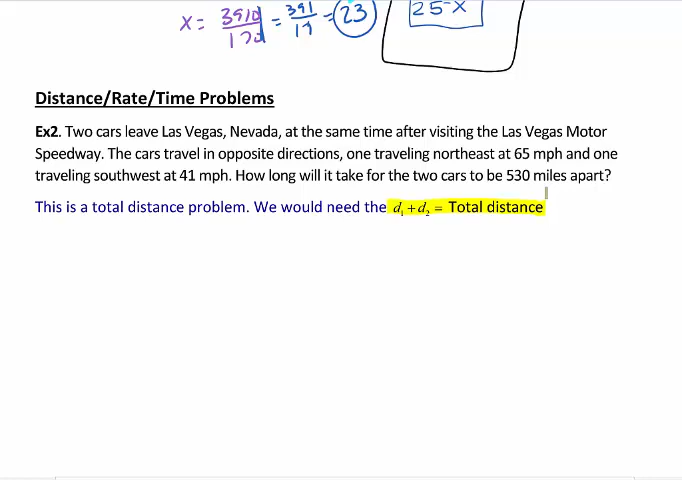 x = 3910/170 = 391/17 = 23
25-x
Distance/Rate/Time Problems
Ex2. Two cars leave Las Vegas, Nevada, at the same time after visiting the Las Vegas Motor
Speedway. The cars travel in opposite directions, one traveling northeast at 65 mph and one
traveling southwest at 41 mph. How long will it take for the two cars to be 530 miles apart?
This is a total distance problem. We would need the d₁ + d₂ = Total distance